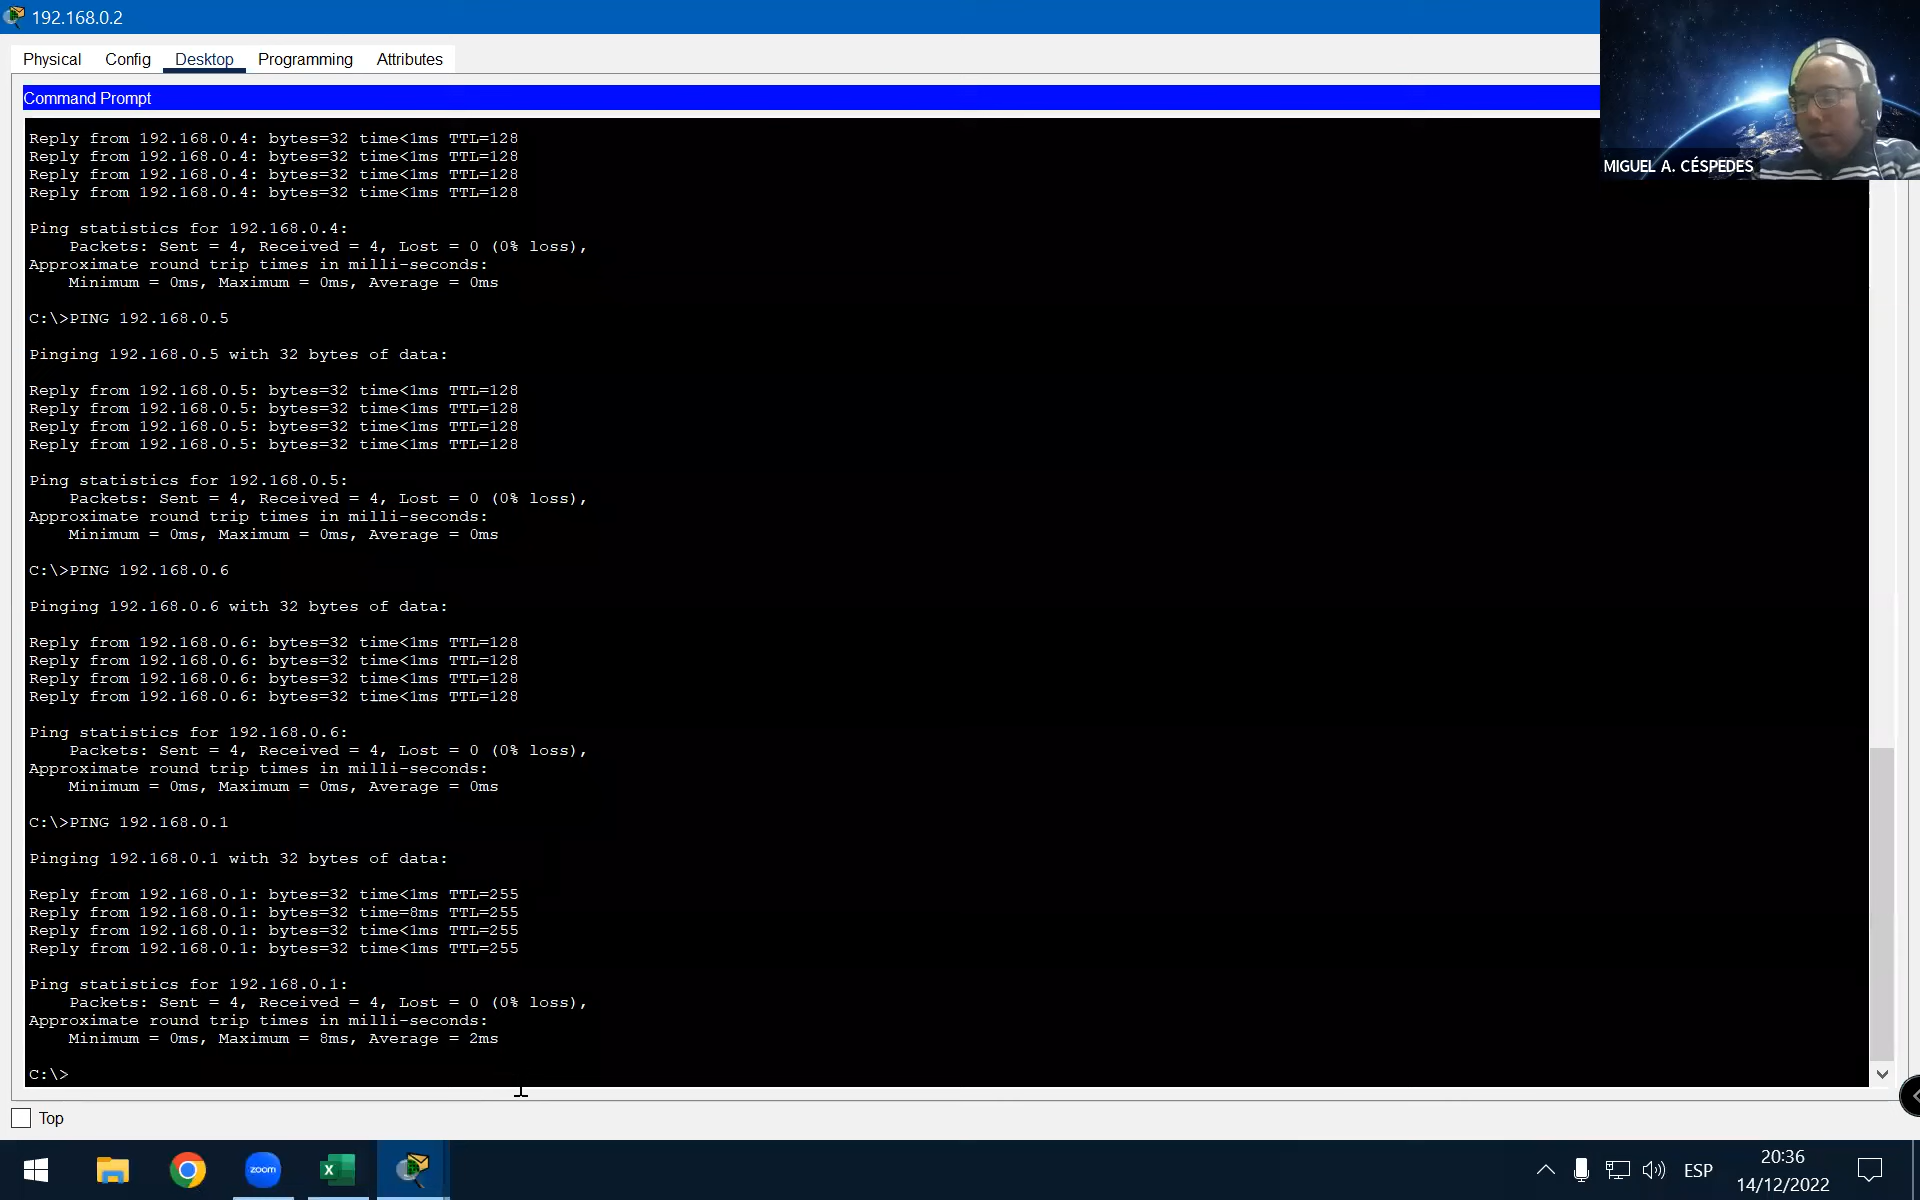 192.168.0.2
Physical Config Desktop Programming Attributes
Command Prompt
MIGUEL A. CÉSPEDES
Reply from 192.168.0.4: bytes=32 time<1ms TTL=128
Reply from 192.168.0.4: bytes=32 time<1ms TTL=128
Reply from 192.168.0.4: bytes=32 time<1ms TTL=128
Reply from 192.168.0.4: bytes=32 time<1ms TTL=128
Ping statistics for 192.168.0.4:
Packets: Sent = 4, Received = 4, Lost = 0 (0% loss),
Approximate round trip times in milli-seconds:
Minimum = 0ms, Maximum = 0ms, Average = 0ms
C:\>PING 192.168.0.5
Pinging 192.168.0.5 with 32 bytes of data:
Reply from 192.168.0.5: bytes=32 time<1ms TTL=128
Reply from 192.168.0.5: bytes=32 time<1ms TTL=128
Reply from 192.168.0.5: bytes=32 time<1ms TTL=128
Reply from 192.168.0.5: bytes=32 time<1ms TTL=128
Ping statistics for 192.168.0.5:
Packets: Sent = 4, Received = 4, Lost = 0 (0% loss),
Approximate round trip times in milli-seconds:
Minimum = 0ms, Maximum = 0ms, Average = 0ms
C:\>PING 192.168.0.6
Pinging 192.168.0.6 with 32 bytes of data:
Reply from 192.168.0.6: bytes=32 time<1ms TTL=128
Reply from 192.168.0.6: bytes=32 time<1ms TTL=128
Reply from 192.168.0.6: bytes=32 time<1ms TTL=128
Reply from 192.168.0.6: bytes=32 time<1ms TTL=128
Ping statistics for 192.168.0.6:
Packets: Sent = 4, Received = 4, Lost = 0 (0% loss),
Approximate round trip times in milli-seconds:
Minimum = 0ms, Maximum = 0ms, Average = 0ms
C:\>PING 192.168.0.1
Pinging 192.168.0.1 with 32 bytes of data:
Reply from 192.168.0.1: bytes=32 time<1ms TTL=255
Reply from 192.168.0.1: bytes=32 time=8ms TTL=255
Reply from 192.168.0.1: bytes=32 time<1ms TTL=255
Reply from 192.168.0.1: bytes=32 time<1ms TTL=255
Ping statistics for 192.168.0.1:
Packets: Sent = 4, Received = 4, Lost = 0 (0% loss),
Approximate round trip times in milli-seconds:
Minimum = 0ms, Maximum = 8ms, Average = 2ms
C:\>
Top
zoom
X
ESP
20:36
14/12/2022